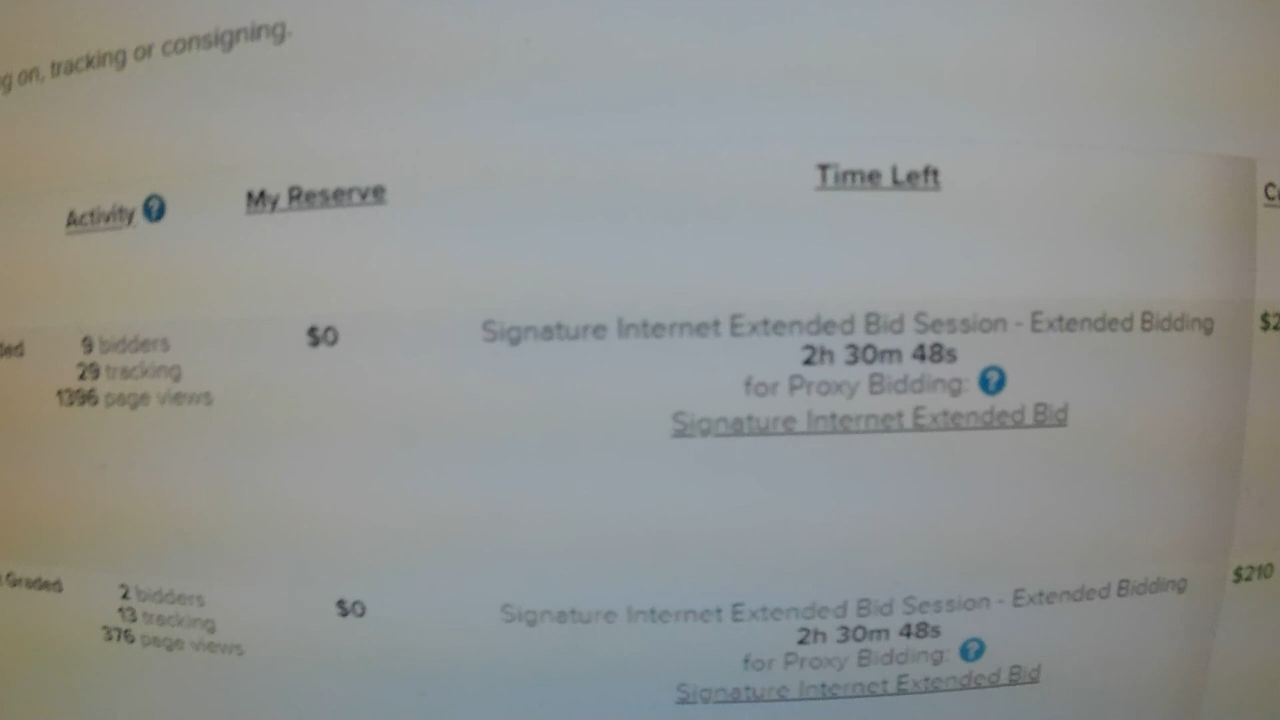 on, tracking or consigning.
Activity ?
My Reserve
Time Left
9 bidders
29 tracking
1396 page views
$0
Signature Internet Extended Bid Session - Extended Bidding
2h 30m 48s
for Proxy Bidding: ?
Signature Internet Extended Bid
Graded
2 bidders
13 tracking
376 page views
$0
Signature Internet Extended Bid Session - Extended Bidding
2h 30m 48s
for Proxy Bidding: ?
Signature Internet Extended Bid
$210